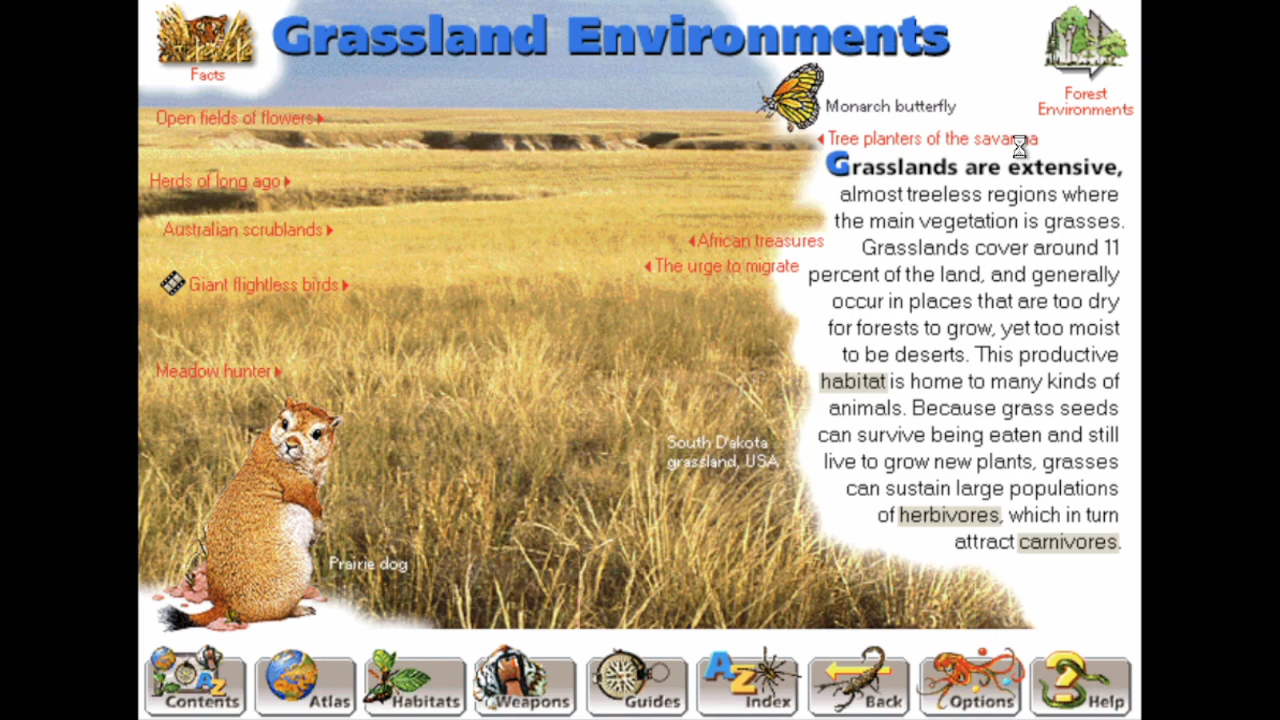 Grassland Environments
Facts
Forest
Environments
Monarch butterfly
Open fields of flowers
Tree planters of the savanna
Herds of long ago
Australian scrublands
African treasures
The urge to migrate
Giant flightless birds
Meadow hunter
Grasslands are extensive,
almost treeless regions where
the main vegetation is grasses.
Grasslands cover around 11
percent of the land, and generally
occur in places that are too dry
for forests to grow, yet too moist
to be deserts. This productive
habitat is home to many kinds of
animals. Because grass seeds
can survive being eaten and still
live to grow new plants, grasses
can sustain large populations
of herbivores, which in turn
attract carnivores.
South Dakota
grassland, USA
Prairie dog
Contents
Atlas
Habitats
Weapons
Guides
AZ
Index
Back
Options
?
Help